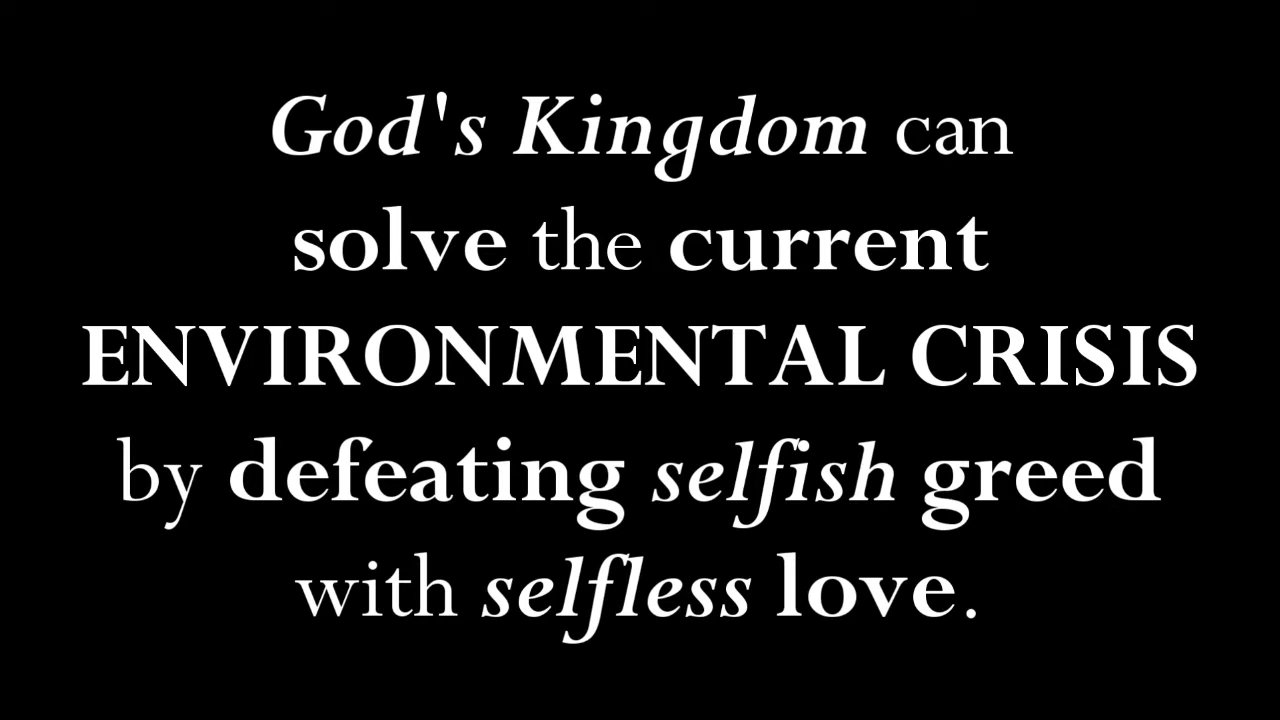 God's Kingdom can
solve the current
ENVIRONMENTAL CRISIS
by defeating selfish greed
with selfless love.